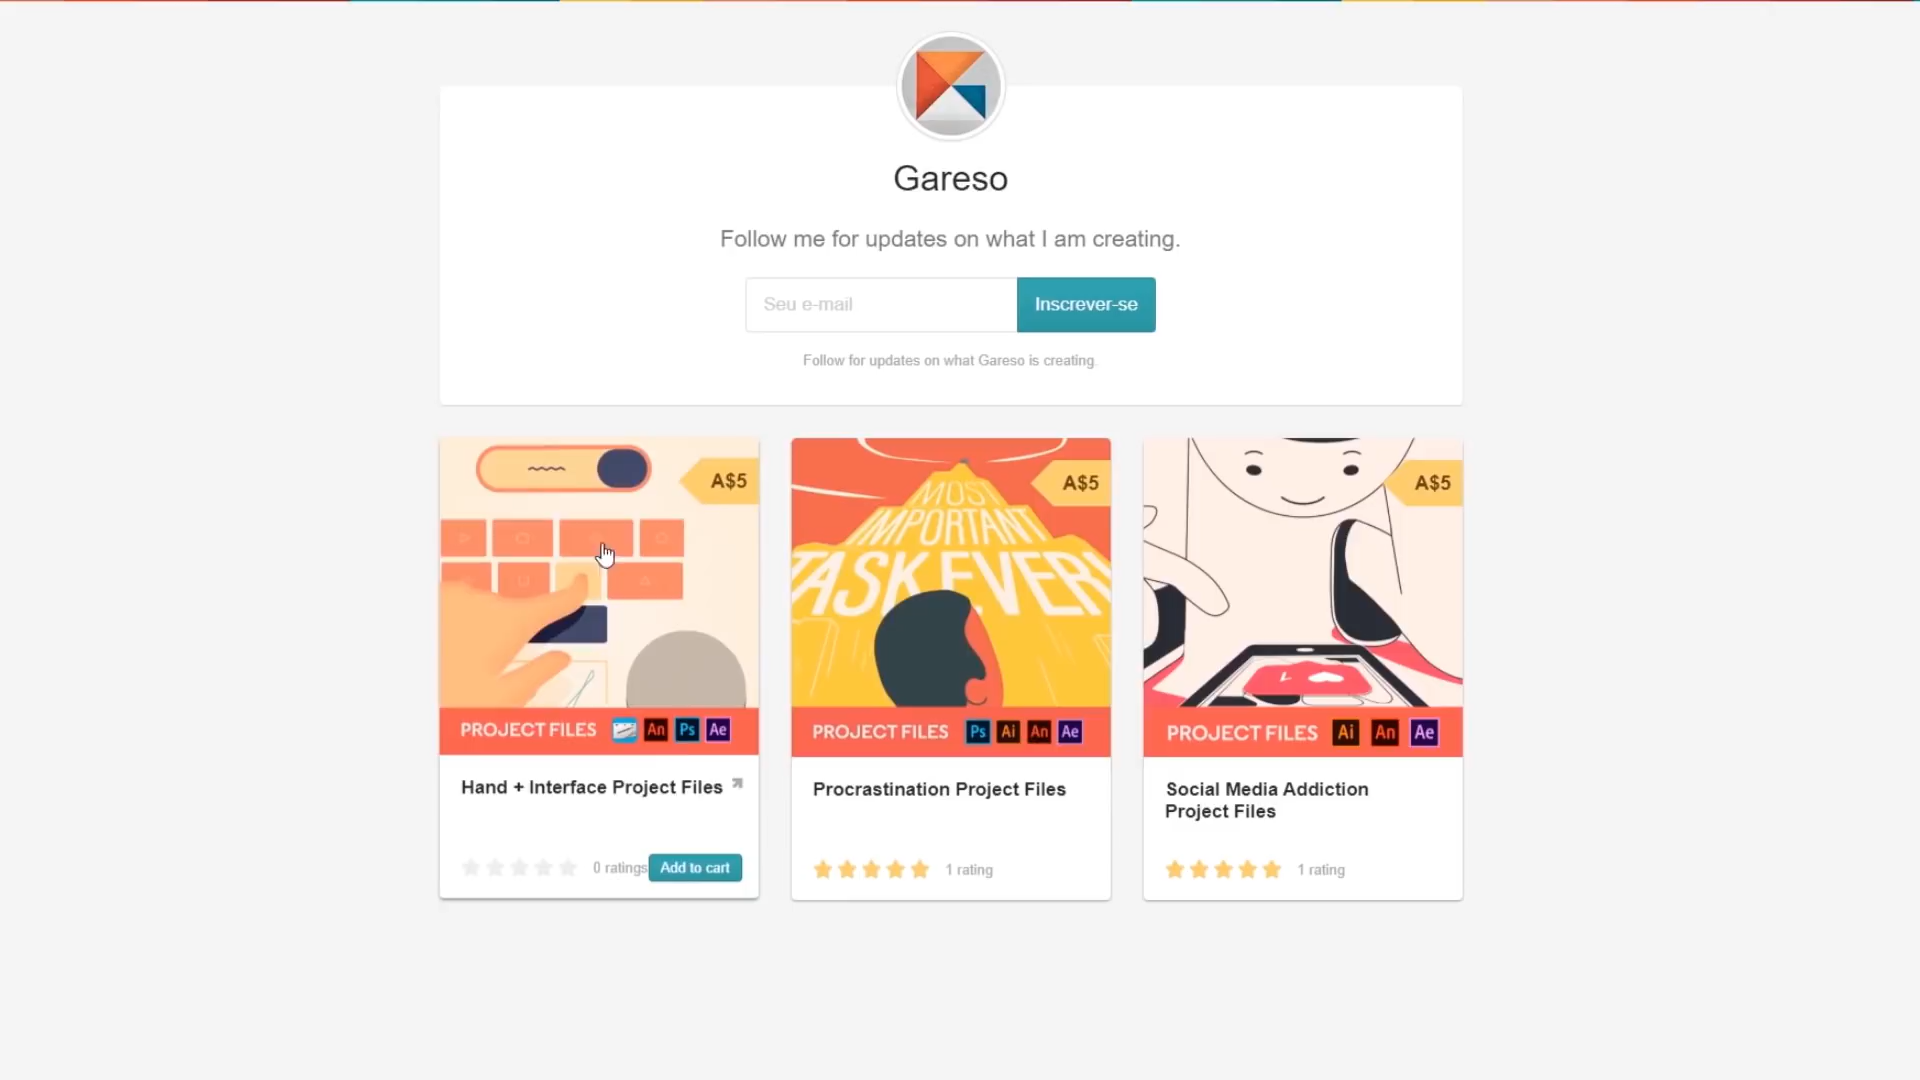 Gareso
Follow me for updates on what I am creating.
Seu e-mail
Inscrever-se
Follow for updates on what Gareso is creating.
A$5
PROJECT FILES An Ps Ae
Hand + Interface Project Files
0 ratings Add to cart
A$5
MOST
IMPORTANT
TASK EVER
PROJECT FILES Ps Ai An Ae
Procrastination Project Files
1 rating
A$5
PROJECT FILES Ai An Ae
Social Media Addiction
Project Files
1 rating